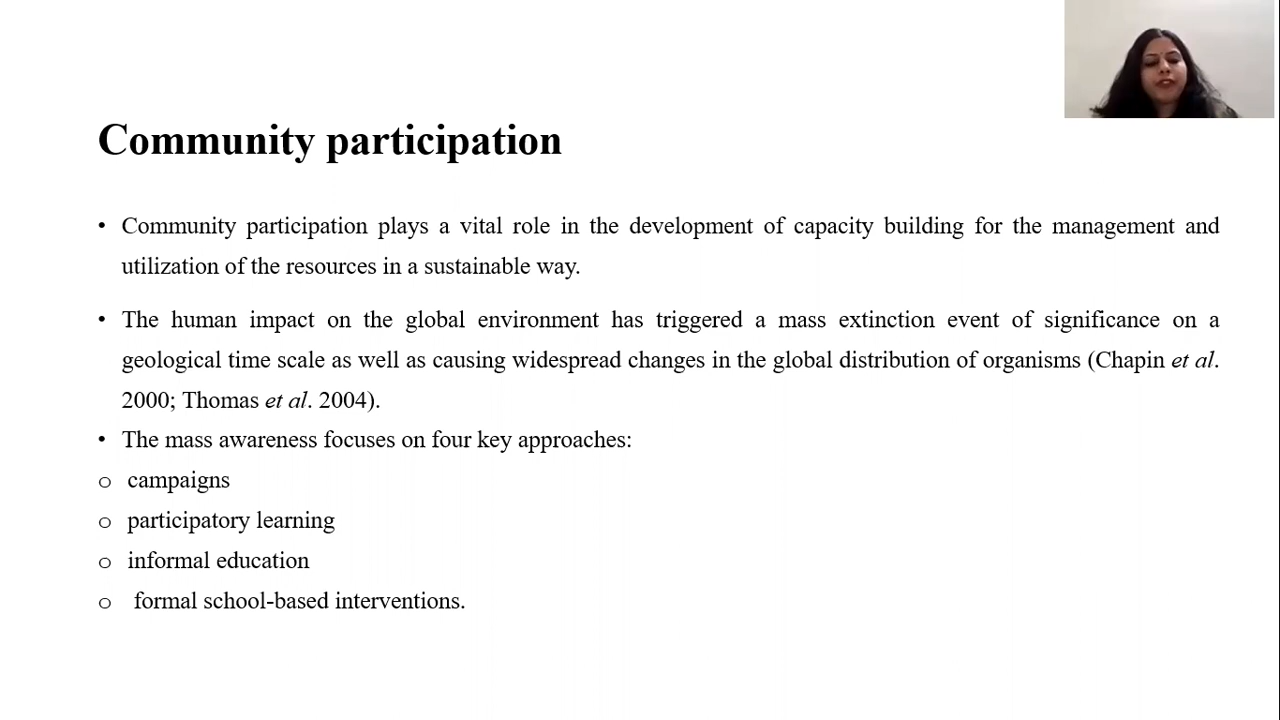 Community participation
• Community participation plays a vital role in the development of capacity building for the management and
utilization of the resources in a sustainable way.
• The human impact on the global environment has triggered a mass extinction event of significance on a
geological time scale as well as causing widespread changes in the global distribution of organisms (Chapin et al.
2000; Thomas et al. 2004).
• The mass awareness focuses on four key approaches:
o campaigns
o participatory learning
o informal education
o formal school-based interventions.